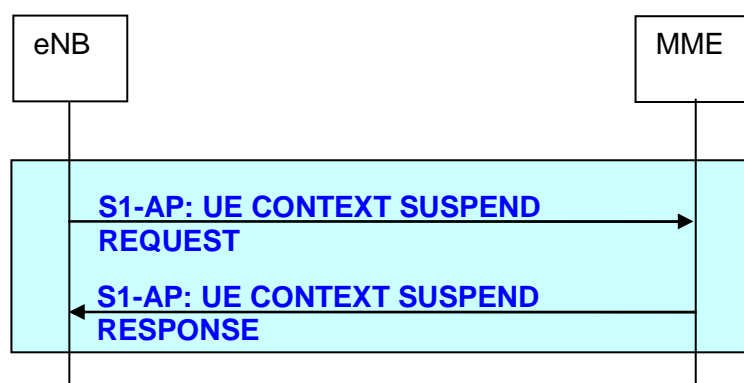 eNB
MME
S1-AP: UE CONTEXT SUSPEND
REQUEST
S1-AP: UE CONTEXT SUSPEND
RESPONSE